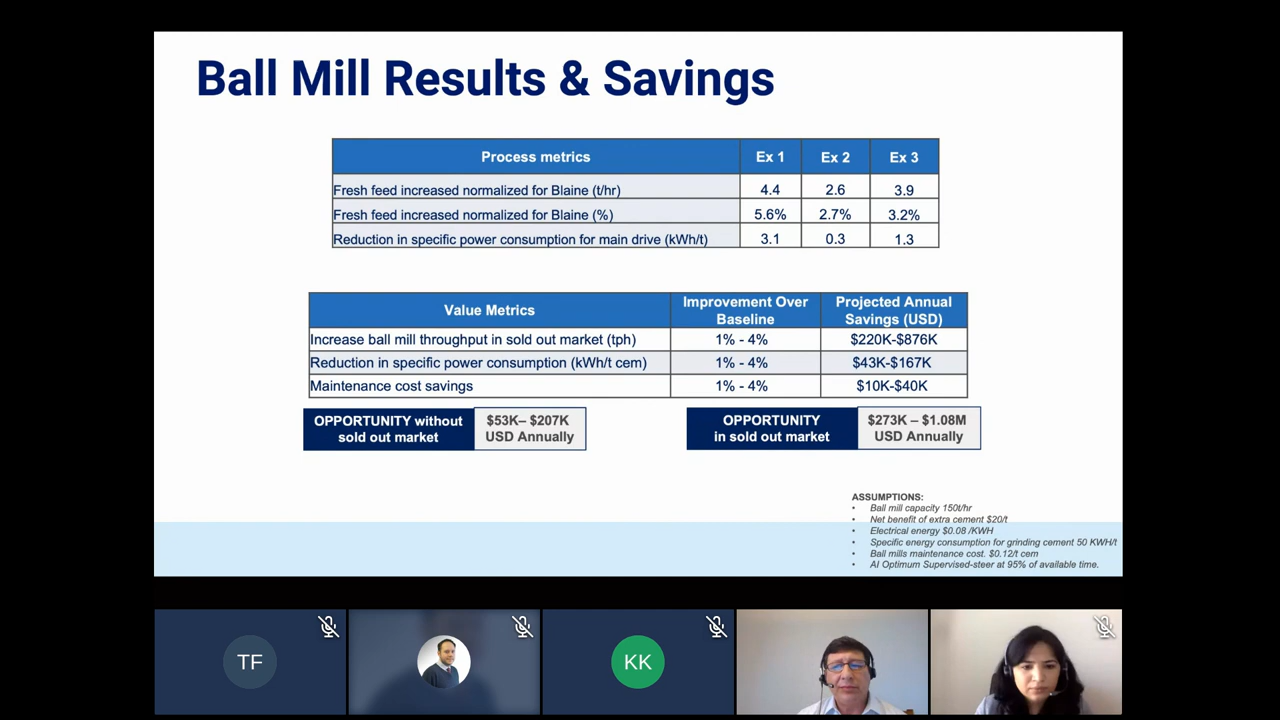 Ball Mill Results & Savings
Process metrics Ex 1 Ex 2 Ex 3
Fresh feed increased normalized for Blaine (t/hr) 4.4 2.6 3.9
Fresh feed increased normalized for Blaine (%) 5.6% 2.7% 3.2%
Reduction in specific power consumption for main drive (kWh/t) 3.1 0.3 1.3
Value Metrics Improvement Over Baseline Projected Annual Savings (USD)
Increase ball mill throughput in sold out market (tph) 1% - 4% $220K-$876K
Reduction in specific power consumption (kWh/t cem) 1% - 4% $43K-$167K
Maintenance cost savings 1% - 4% $10K-$40K
OPPORTUNITY without
sold out market
$53K– $207K
USD Annually
OPPORTUNITY
in sold out market
$273K – $1.08M
USD Annually
ASSUMPTIONS:
• Ball mill capacity 150t/hr
• Net benefit of extra cement $20/t
• Electrical energy $0.08 /KWH
• Specific energy consumption for grinding cement 50 KWH/t
• Ball mills maintenance cost. $0.12/t cem
• AI Optimum Supervised-steer at 95% of available time.
TF
KK